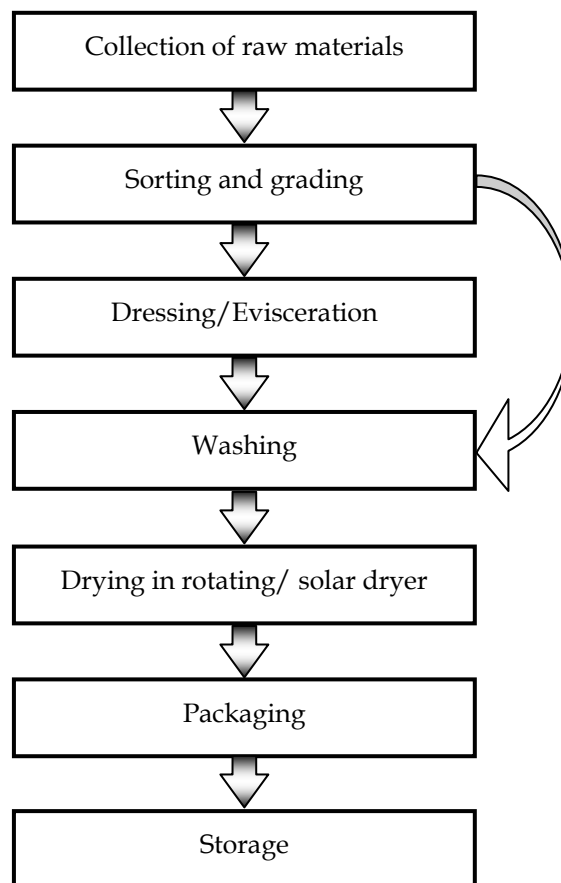 Collection of raw materials
Sorting and grading
Dressing/Evisceration
Washing
Drying in rotating/ solar dryer
Packaging
Storage